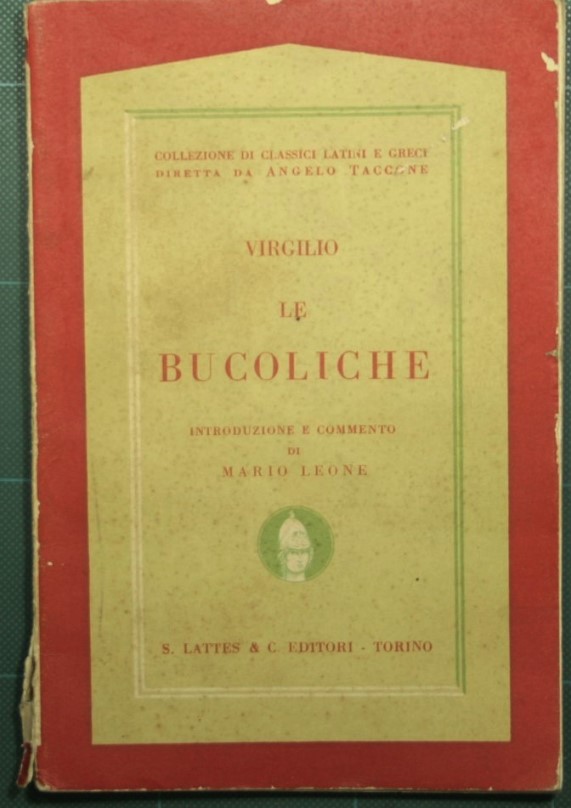 COLLEZIONE DI CLASSICI LATINI E GRECI
DIRETTA DA ANGELO TACCONE
VIRGILIO
LE
BUCOLICHE
INTRODUZIONE E COMMENTO
DI
MARIO LEONE
S. LATTES & C. EDITORI - TORINO